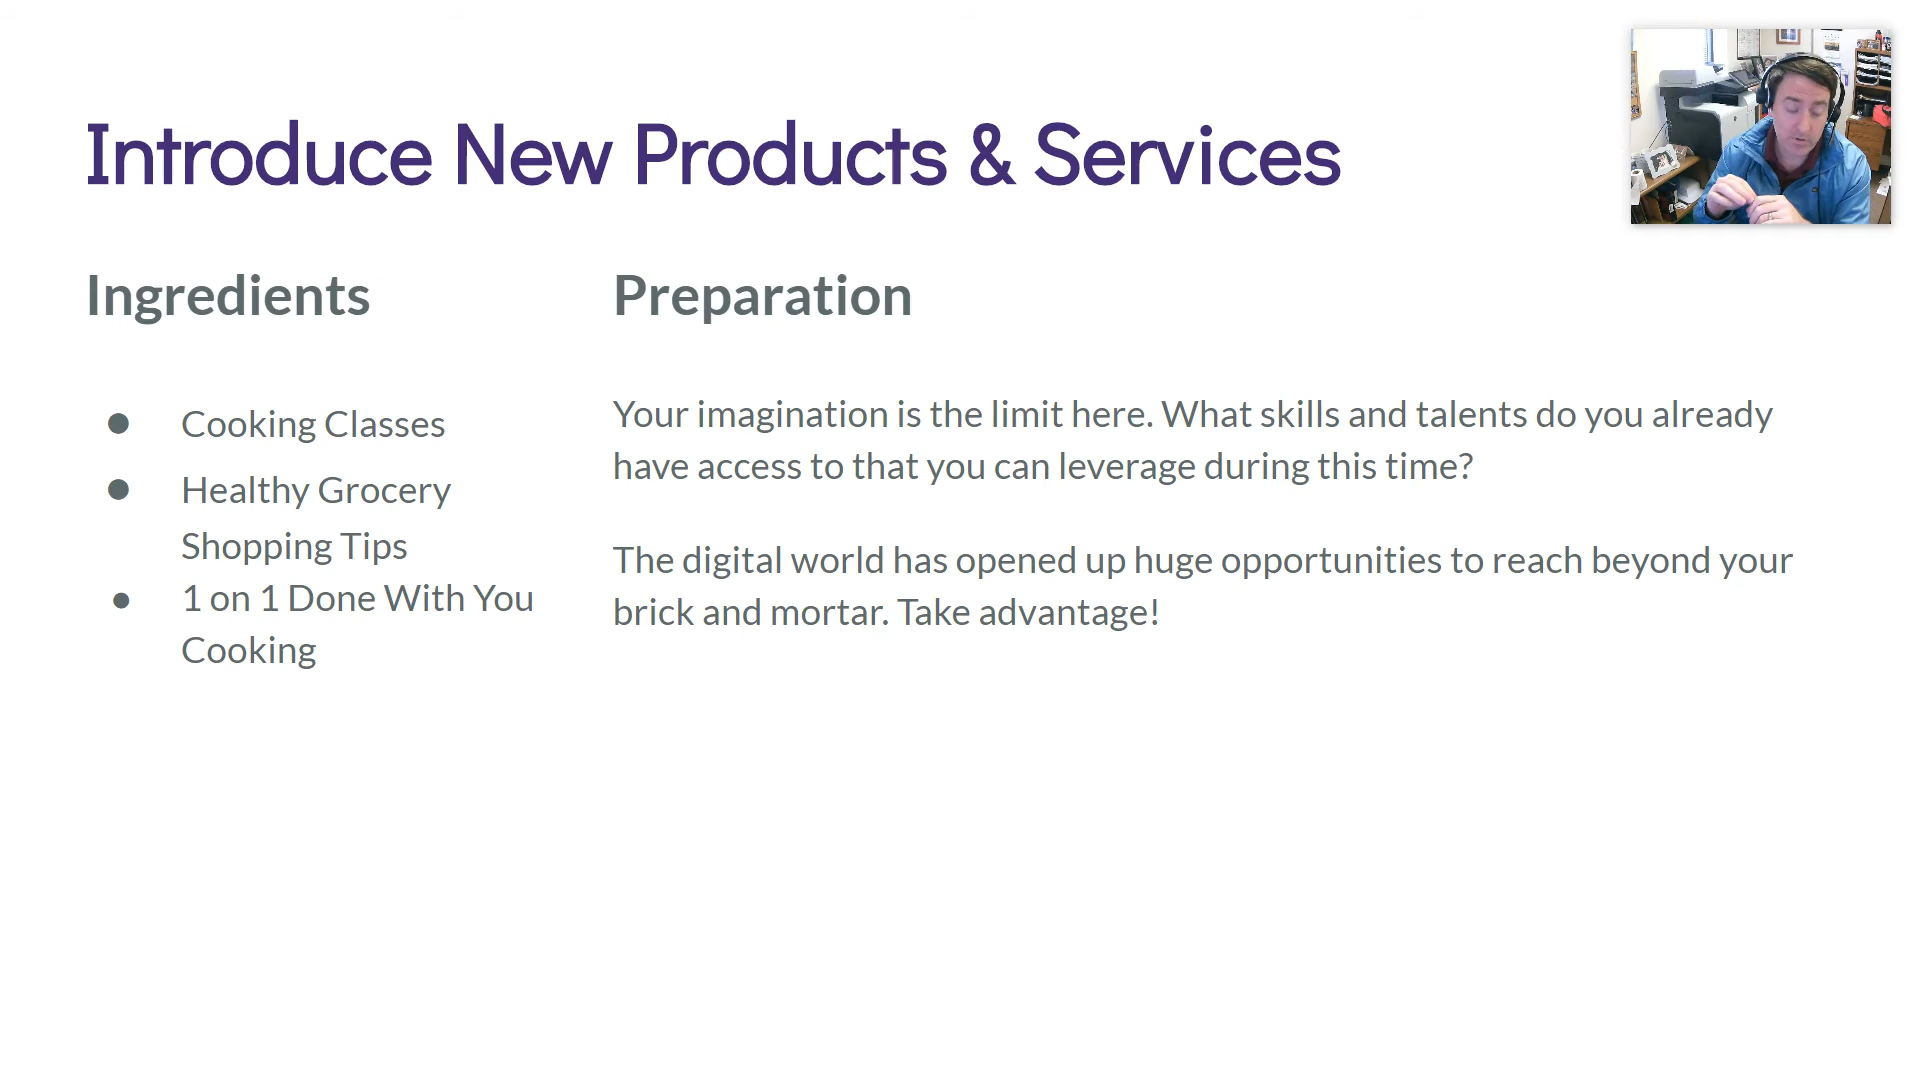 Introduce New Products & Services
Ingredients
Cooking Classes
Healthy Grocery
Shopping Tips
1 on 1 Done With You
Cooking
Preparation
Your imagination is the limit here. What skills and talents do you already
have access to that you can leverage during this time?
The digital world has opened up huge opportunities to reach beyond your
brick and mortar. Take advantage!